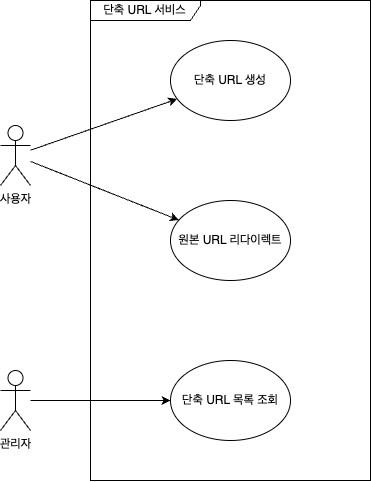 단축 URL 서비스
단축 URL 생성
사용자
원본 URL 리다이렉트
단축 URL 목록 조회
관리자